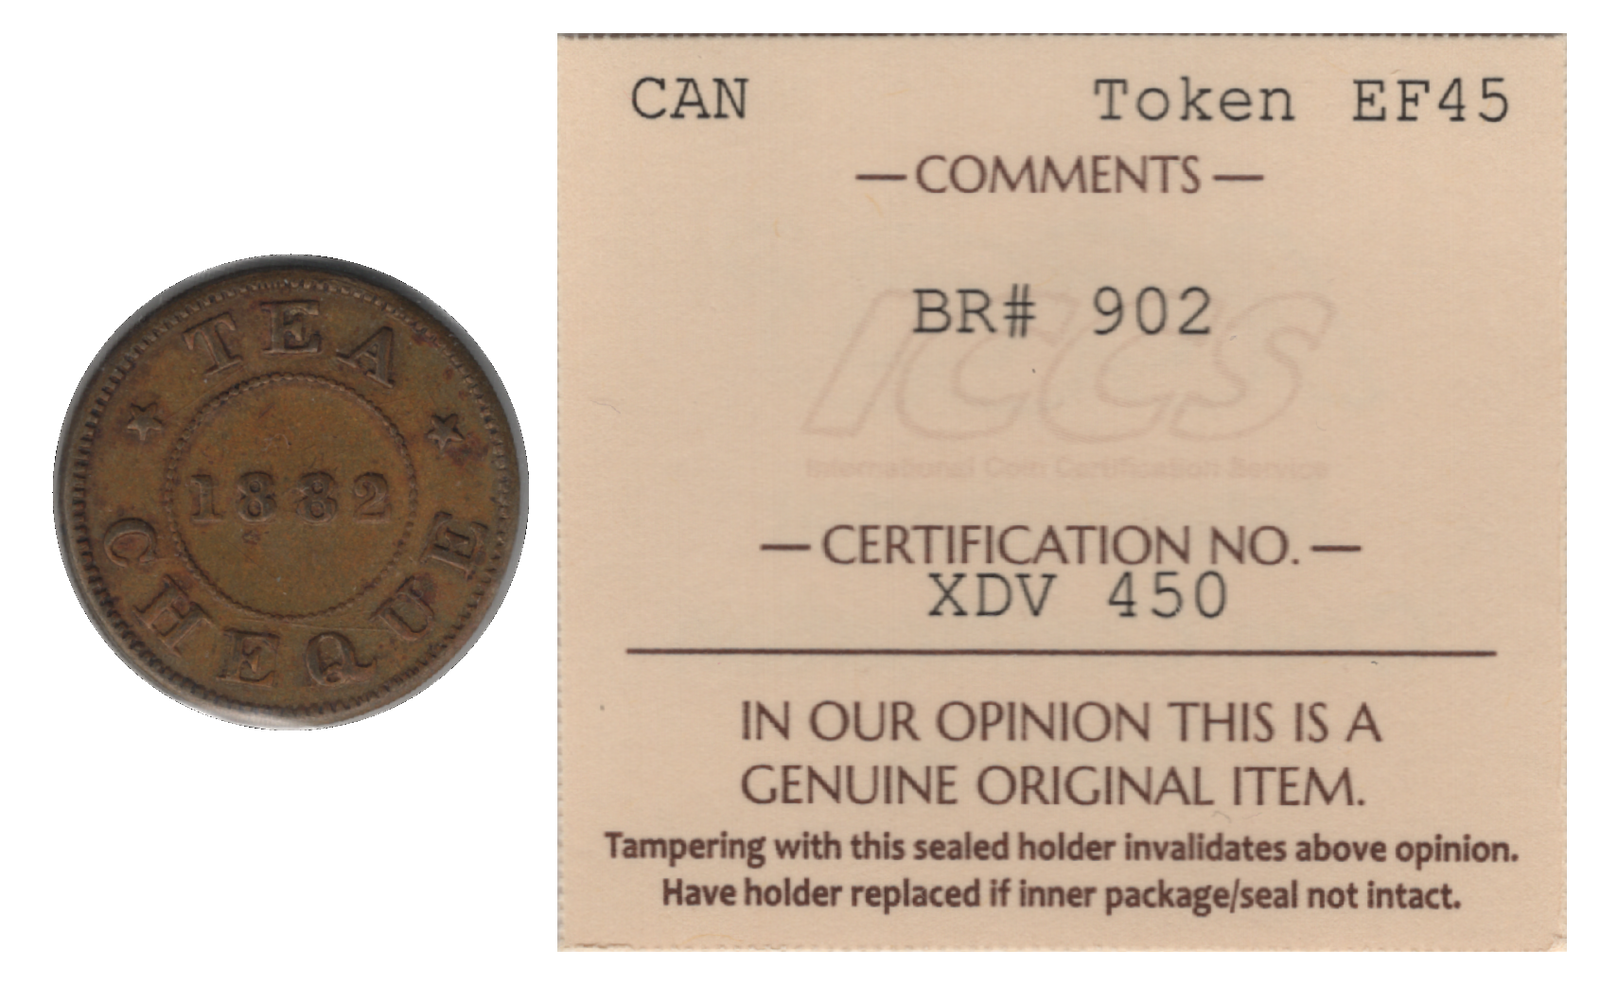 TEA
1882
CHEQUE
CAN Token EF45
— COMMENTS —
BR# 902
ICCS
International Coin Certification Service
— CERTIFICATION NO. —
XDV 450
IN OUR OPINION THIS IS A
GENUINE ORIGINAL ITEM.
Tampering with this sealed holder invalidates above opinion.
Have holder replaced if inner package/seal not intact.